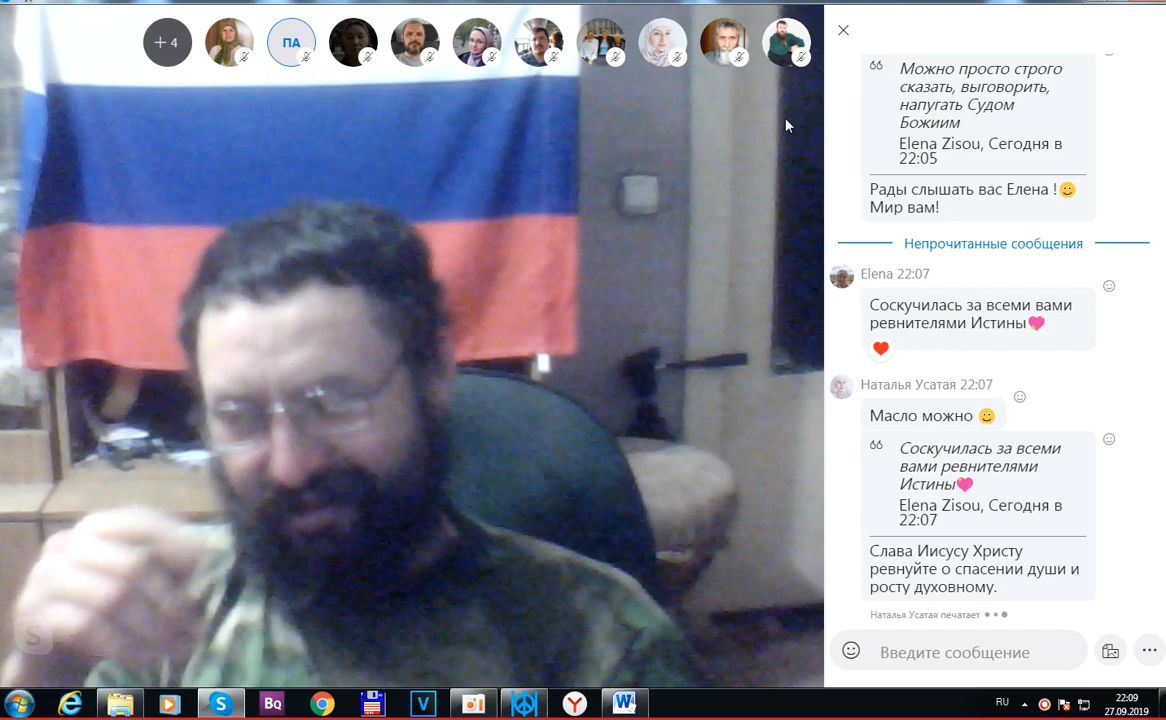 + 4
ПА
Можно просто строго
сказать, выговорить,
напугать Судом
Божиим
Elena Zisou, Сегодня в
22:05
Рады слышать вас Елена !
Мир вам!
Непрочитанные сообщения
Elena 22:07
Соскучилась за всеми вами
ревнителями Истины
Наталья Усатая 22:07
Масло можно
Соскучилась за всеми
вами ревнителями
Истины
Elena Zisou, Сегодня в
22:07
Слава Иисусу Христу
ревнуйте о спасении души и
росту духовному.
Наталья Усатая печатает
Введите сообщение
S
Bq
V
Y
W
RU
22:09
27.09.2019